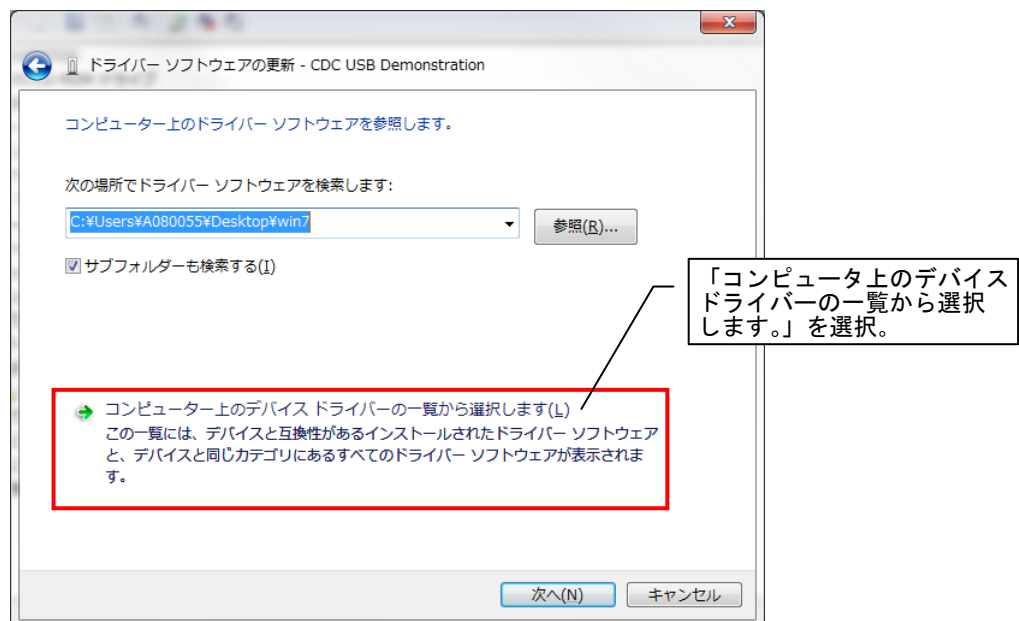 x
ドライバー ソフトウェアの更新 - CDC USB Demonstration
コンピューター上のドライバー ソフトウェアを参照します。
次の場所でドライバー ソフトウェアを検索します:
C:¥Users¥A080055¥Desktop¥win7
参照(R)...
サブフォルダーも検索する(I)
「コンピュータ上のデバイス
ドライバーの一覧から選択
します。」を選択。
コンピューター上のデバイス ドライバーの一覧から選択します(L)
この一覧には、デバイスと互換性があるインストールされたドライバー ソフトウェア
と、デバイスと同じカテゴリにあるすべてのドライバー ソフトウェアが表示されま
す。
次へ(N)
キャンセル